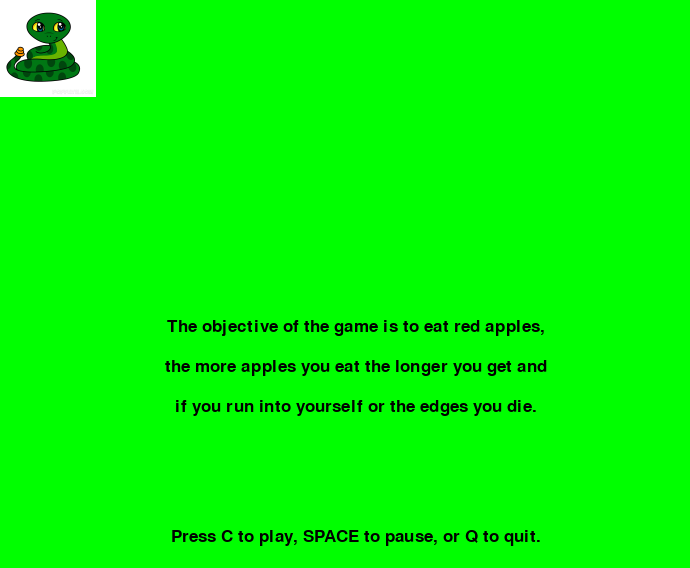 The objective of the game is to eat red apples,
the more apples you eat the longer you get and
if you run into yourself or the edges you die.
Press C to play, SPACE to pause, or Q to quit.